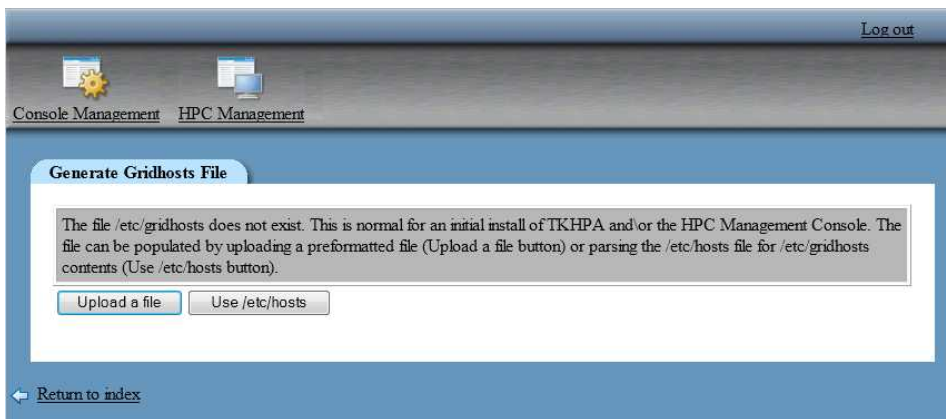 Log out
Console Management HPC Management
Generate Gridhosts File
The file /etc/gridhosts does not exist. This is normal for an initial install of TKHPA and\or the HPC Management Console. The
file can be populated by uploading a preformatted file (Upload a file button) or parsing the /etc/hosts file for /etc/gridhosts
contents (Use /etc/hosts button).
Upload a file Use /etc/hosts
Return to index